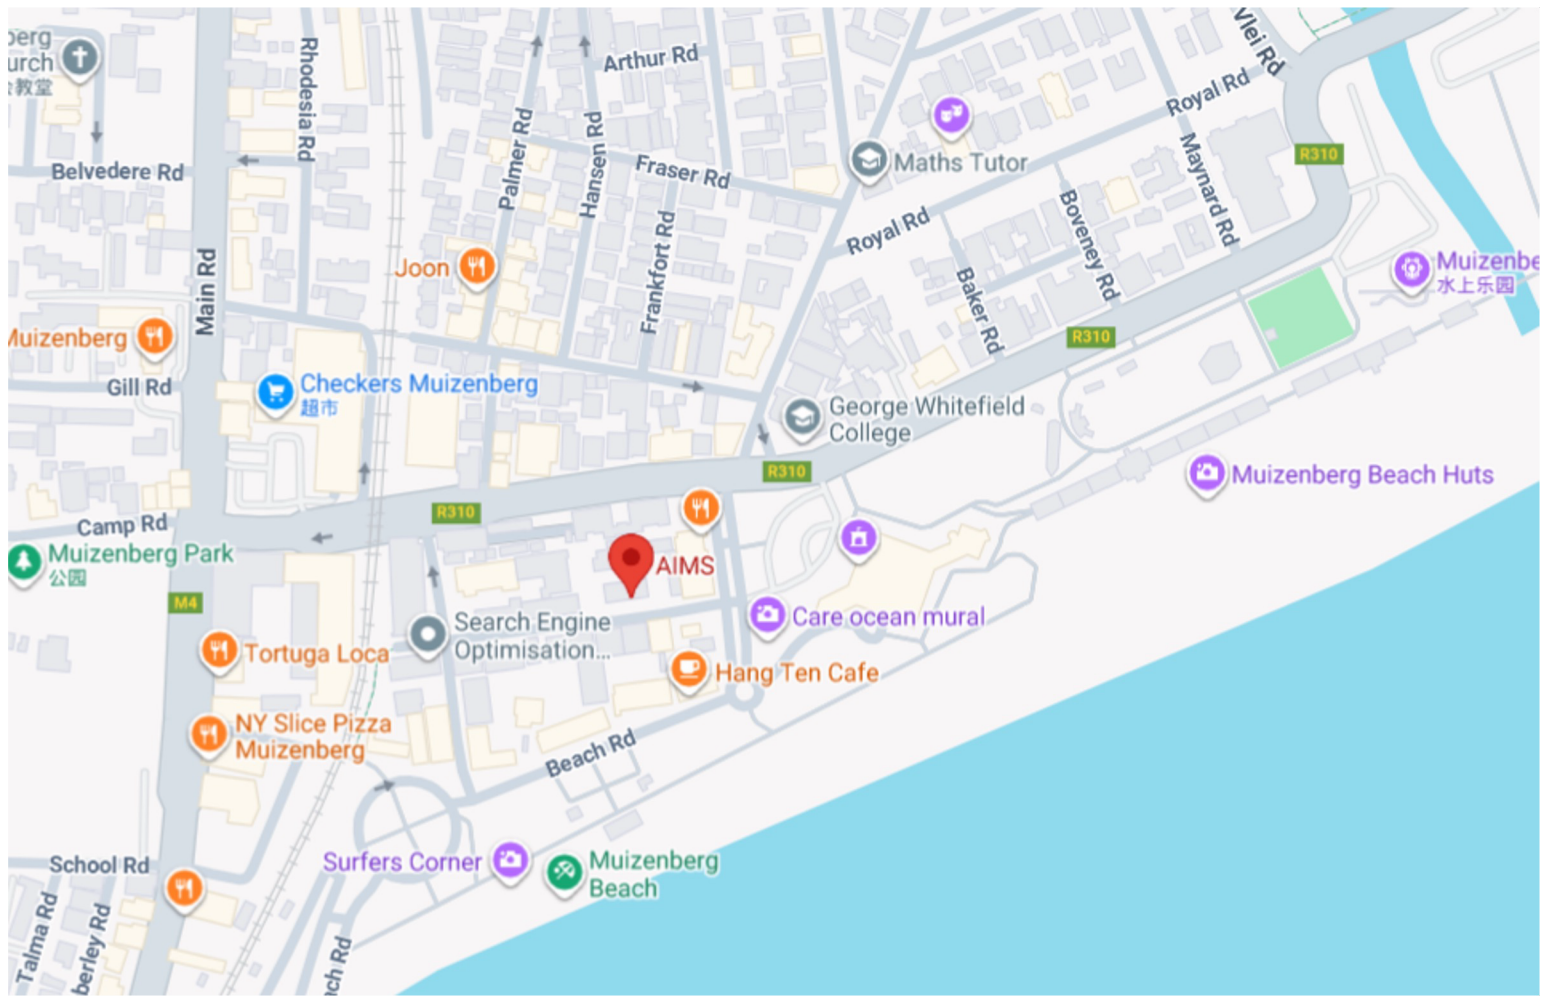 berg
urch
教堂
Rhodesia Rd
Arthur Rd
Vlei Rd
Royal Rd
Palmer Rd
Hansen Rd
Fraser Rd
Maths Tutor
Maynard Rd
R310
Belvedere Rd
Royal Rd
Boveney Rd
Main Rd
Joon
Frankfort Rd
Baker Rd
Muizenbe
水上乐园
Muizenberg
R310
Gill Rd
Checkers Muizenberg
超市
George Whitefield
College
R310
Muizenberg Beach Huts
R310
Camp Rd
Muizenberg Park
公园
AIMS
M4
Search Engine
Optimisation...
Care ocean mural
Tortuga Loca
Hang Ten Cafe
NY Slice Pizza
Muizenberg
Beach Rd
School Rd
Surfers Corner
Muizenberg
Beach
Talma Rd
berley Rd
ch Rd